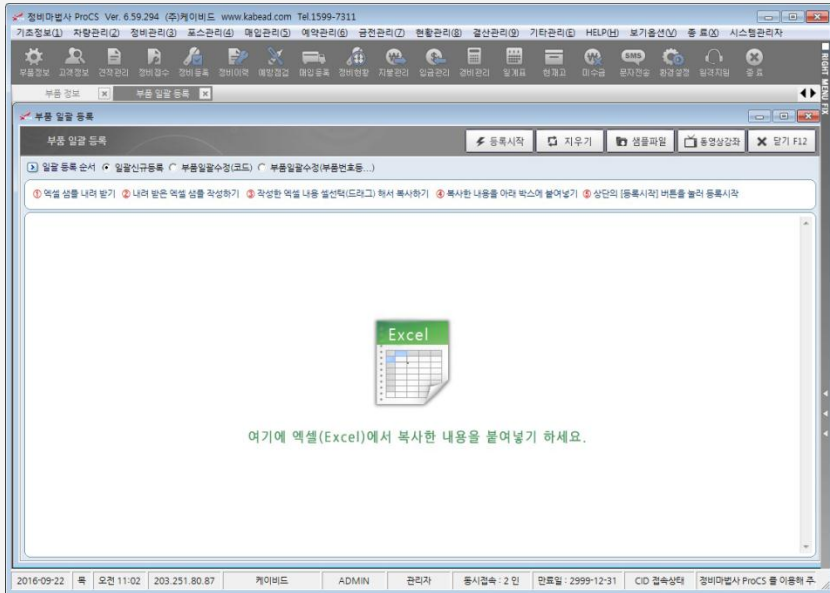 정비마법사 ProCS Ver. 6.59.294 (주)케이비드 www.kabead.com Tel.1599-7311
기초정보(1) 차량관리(2) 정비관리(3) 포스관리(4) 매입관리(5) 예약관리(6) 금전관리(7) 현황관리(8) 결산관리(9) 기타관리(E) HELP(H) 보기옵션(V) 종 료(X) 시스템관리자
부품정보 고객정보 견적관리 정비접수 정비등록 정비이력 예방점검 매입등록 정비현황 지불관리 입금관리 경비관리 일계표 현재고 미수금 SMS 문자전송 환경설정 원격지원 종 료
RIGHT MENU FIX
부품 정보 부품 일괄 등록
부품 일괄 등록
부품 일괄 등록 등록시작 지우기 샘플파일 동영상강좌 닫기 F12
일괄 등록 순서 일괄신규등록 부품일괄수정(코드) 부품일괄수정(부품번호등...)
① 엑셀 샘플 내려 받기 ② 내려 받은 엑셀 샘플 작성하기 ③ 작성한 엑셀 내용 셀선택(드래그) 해서 복사하기 ④ 복사한 내용을 아래 박스에 붙여넣기 ⑤ 상단의 [등록시작] 버튼을 눌러 등록시작
Excel
여기에 엑셀(Excel)에서 복사한 내용을 붙여넣기 하세요.
2016-09-22 목 오전 11:02 203.251.80.87 케이비드 ADMIN 관리자 동시접속 : 2 인 만료일 : 2999-12-31 CID 접속상태 정비마법사 ProCS 를 이용해 주